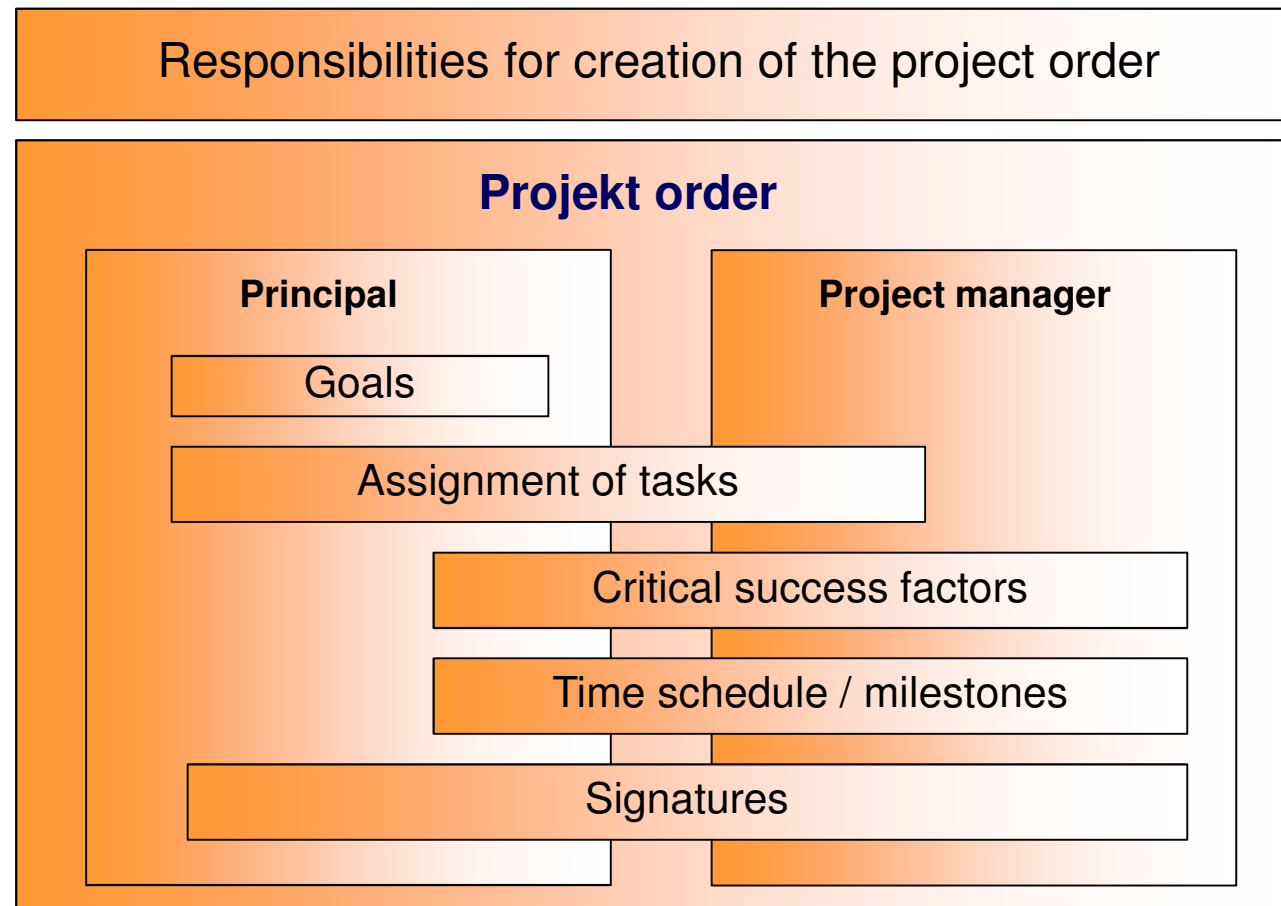 Responsibilities for creation of the project order
Projekt order
Principal
Project manager
Goals
Assignment of tasks
Critical success factors
Time schedule / milestones
Signatures